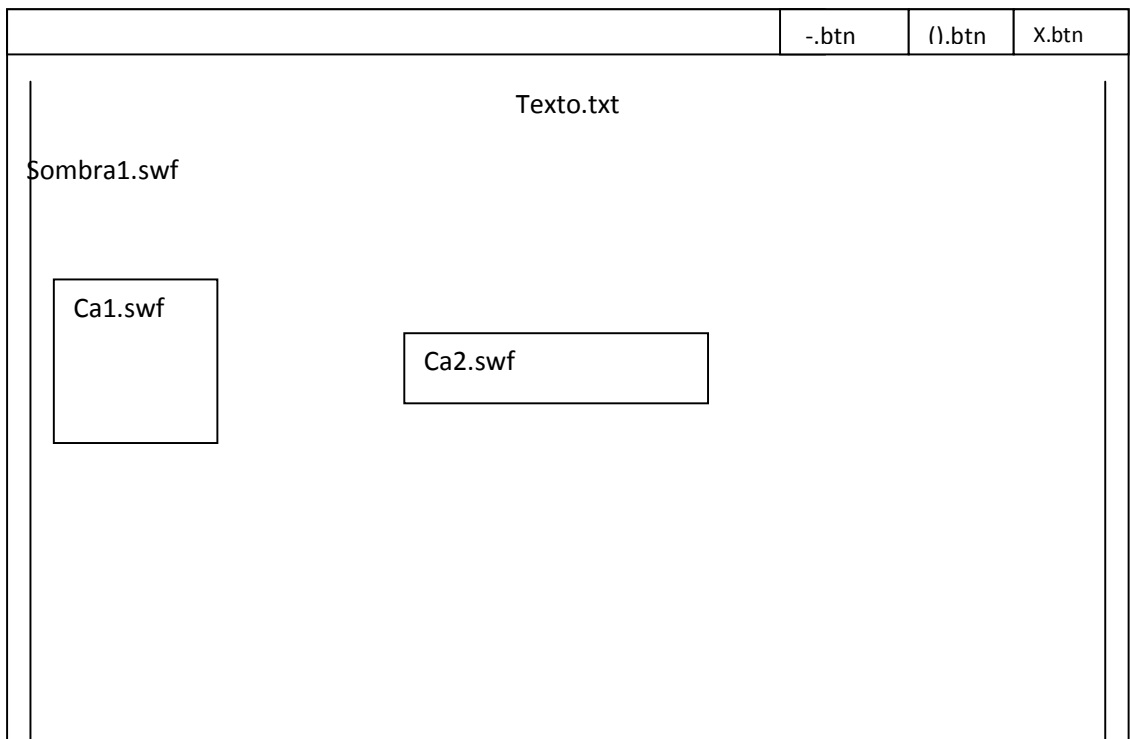 -.btn
().btn
X.btn
Texto.txt
Sombra1.swf
Ca1.swf
Ca2.swf